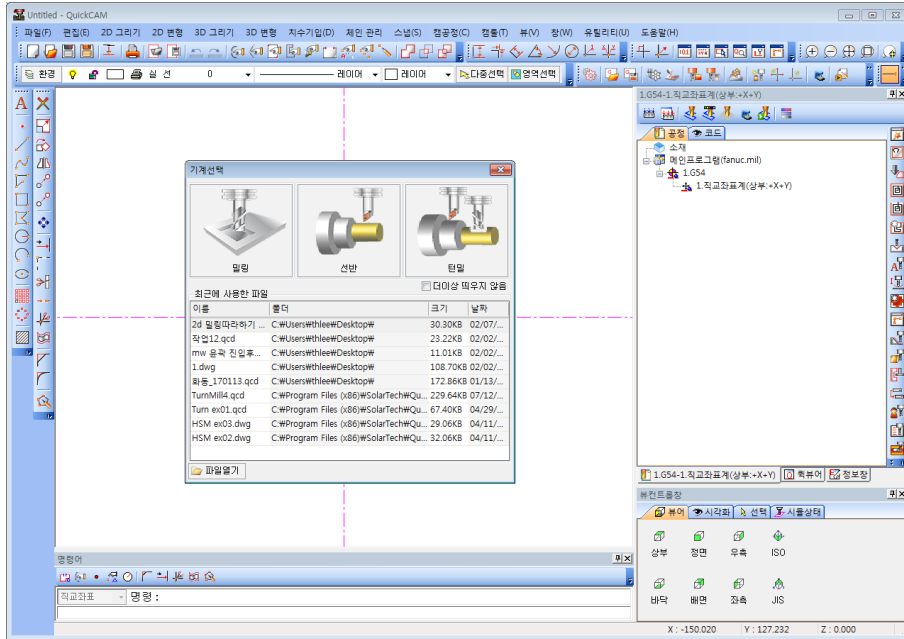 Untitled - QuickCAM
파일(F) 편집(E) 2D 그리기 2D 변형 3D 그리기 3D 변형 치수기입(D) 체인 관리 스냅(S) 캠공정(C) 캠툴(T) 뷰(V) 창(W) 유틸리티(U) 도움말(H)
환경 실 선 0 레이어 레이어 다중선택 영역선택
1.G54-1.직교좌표계(상부:+X+Y)
공정 코드
소재
메인프로그램(fanuc.mil)
1.G54
1.직교좌표계(상부:+X+Y)
기계선택
밀링 선반 턴밀
더이상 띄우지 않음
최근에 사용한 파일
이름 폴더 크기 날짜
2d 밀링따라하기 ... C:₩Users₩thlee₩Desktop₩ 30.30KB 02/07/...
작업12.qcd C:₩Users₩thlee₩Desktop₩ 23.22KB 02/02/...
mw 윤곽 진입후... C:₩Users₩thlee₩Desktop₩ 11.01KB 02/02/...
1.dwg C:₩Users₩thlee₩Desktop₩ 108.70KB 02/02/...
화동_170113.qcd C:₩Users₩thlee₩Desktop₩ 172.86KB 01/13/...
TurnMill4.qcd C:₩Program Files (x86)₩SolarTech₩Qu... 229.64KB 07/12/...
Turn ex01.qcd C:₩Program Files (x86)₩SolarTech₩Qu... 67.40KB 04/29/...
HSM ex03.dwg C:₩Program Files (x86)₩SolarTech₩Qu... 29.06KB 04/11/...
HSM ex02.dwg C:₩Program Files (x86)₩SolarTech₩Qu... 32.06KB 04/11/...
파일열기
1.G54-1.직교좌표계(상부:+X+Y) 퀵뷰어 정보창
뷰컨트롤창
뷰어 시각화 선택 시뮬상태
상부 정면 우측 ISO
바닥 배면 좌측 JIS
명령어
직교좌표 명령 :
X : -150.020 Y : 127.232 Z : 0.000